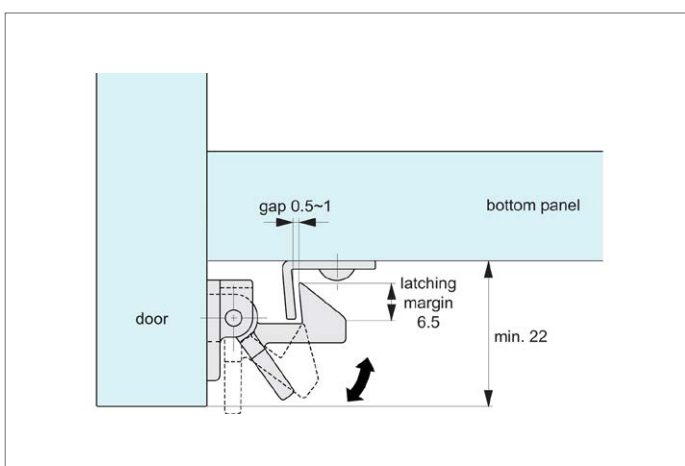 gap 0.5~1
bottom panel
latching
margin
6.5
door
min. 22